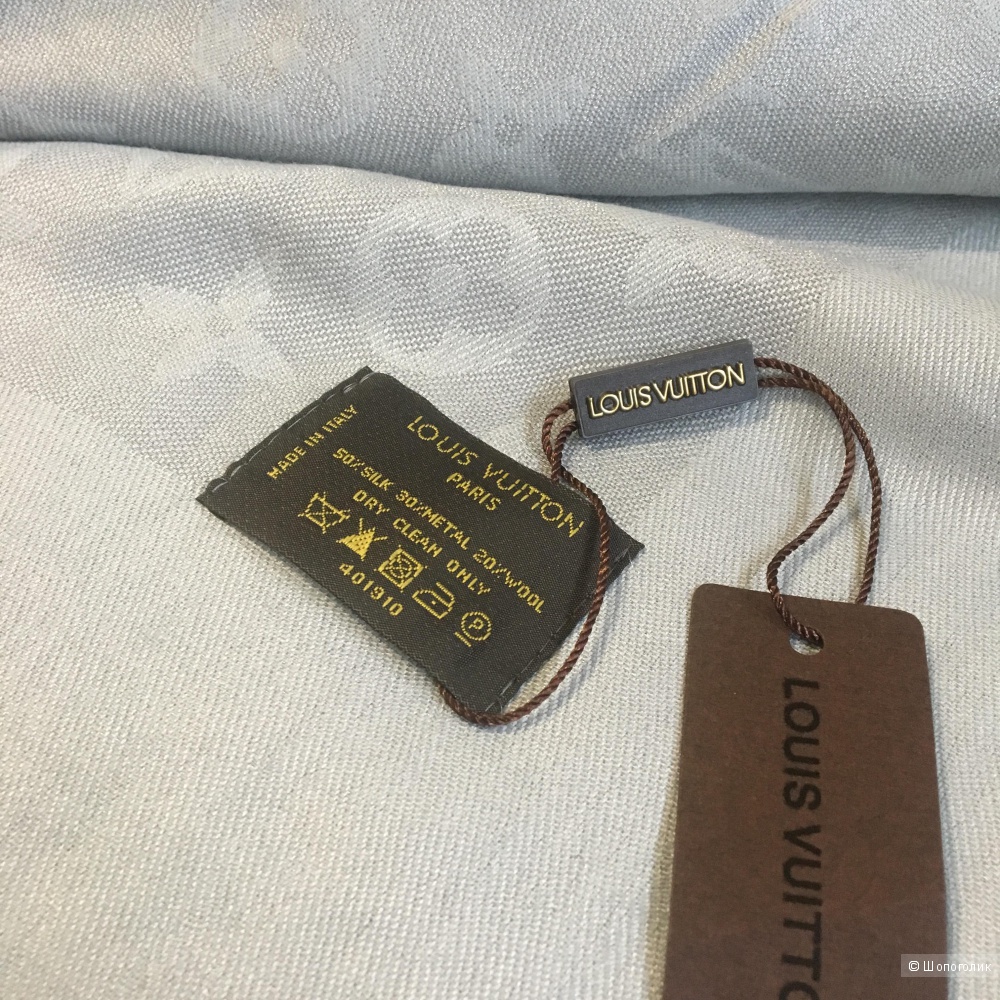 MADE IN ITALY
LOUIS VUITTON
PARIS
50%SILK 30%METAL 20%WOOL
DRY CLEAN ONLY
P
401910
LOUIS VUITTON
LOUIS VUITTO
© Шопоголик